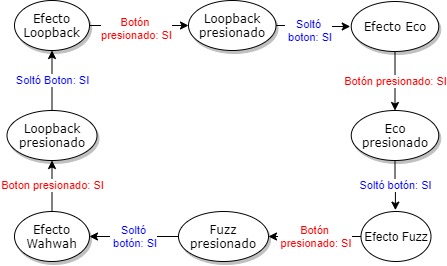 Efecto
Loopback
Botón
presionado: SI
Loopback
presionado
Soltó
boton: SI
Efecto Eco
Botón presionado: SI
Eco
presionado
Soltó botón: SI
Efecto Fuzz
Botón
presionado: SI
Fuzz
presionado
Soltó
botón: SI
Efecto
Wahwah
Boton presionado: SI
Loopback
presionado
Soltó Boton: SI